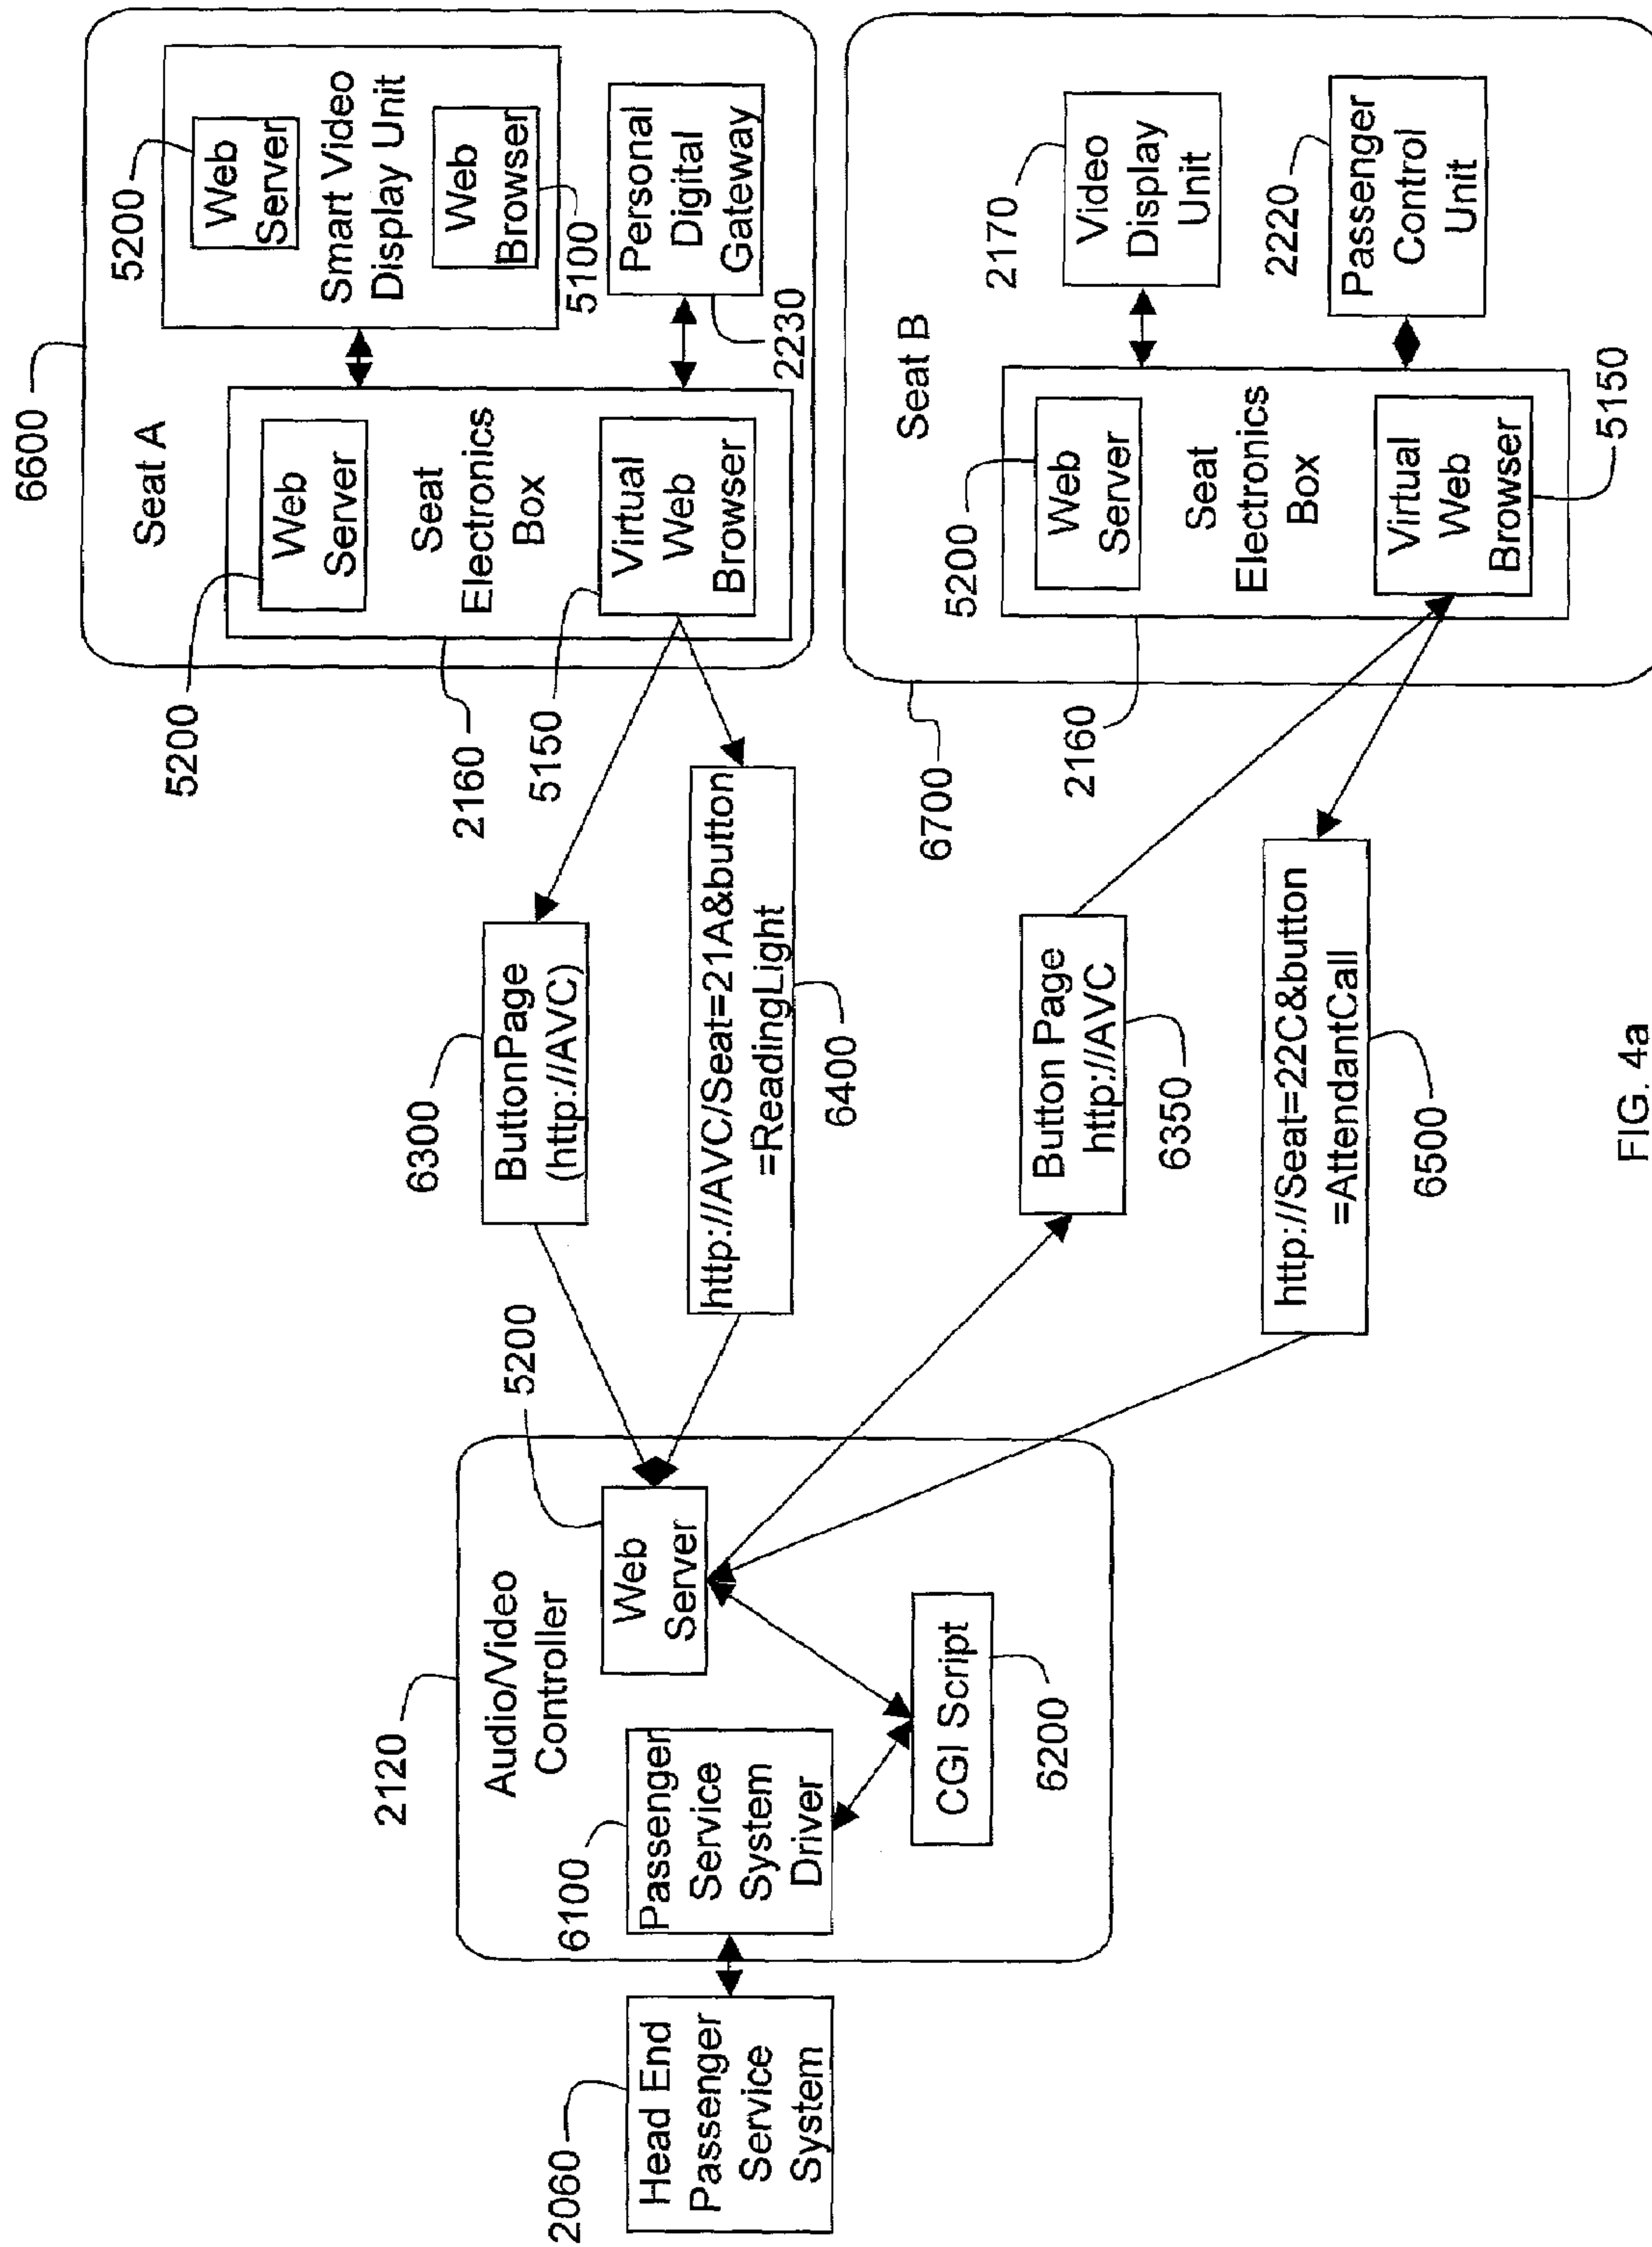 6600
Seat A
5200
Web
Server
Seat
Electronics
Box
5150
Virtual
Web
Browser
2160
5200
Web
Server
Smart Video
Display Unit
Web
Browser
5100
Personal
Digital
Gateway
2230
6300
ButtonPage
(http://AVC)
http://AVC/Seat=21A&button
=ReadingLight
6400
2120
Audio/Video
Controller
5200
Web
Server
6100
Passenger
Service
System
Driver
CGI Script
6200
2060
Head End
Passenger
Service
System
6700
Seat B
2160
5200
Web
Server
Seat
Electronics
Box
Virtual
Web
Browser
5150
2170
Video
Display
Unit
2220
Passenger
Control
Unit
Button Page
http://AVC
6350
http://Seat=22C&button
=AttendantCall
6500
FIG. 4a